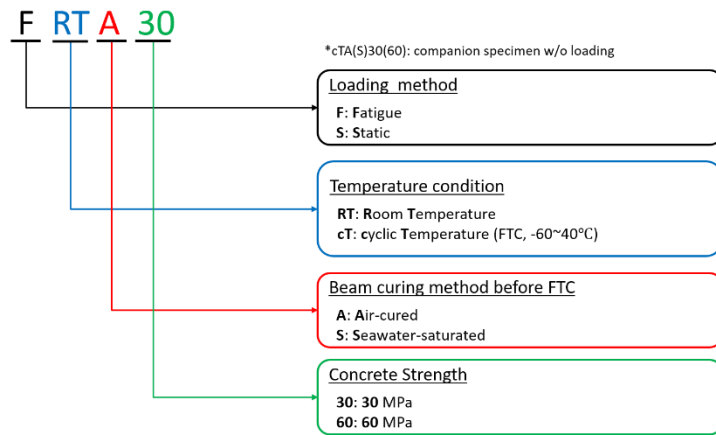 F RT A 30
*cTA(S)30(60): companion specimen w/o loading
Loading method
F: Fatigue
S: Static
Temperature condition
RT: Room Temperature
cT: cyclic Temperature (FTC, -60~40℃)
Beam curing method before FTC
A: Air-cured
S: Seawater-saturated
Concrete Strength
30: 30 MPa
60: 60 MPa